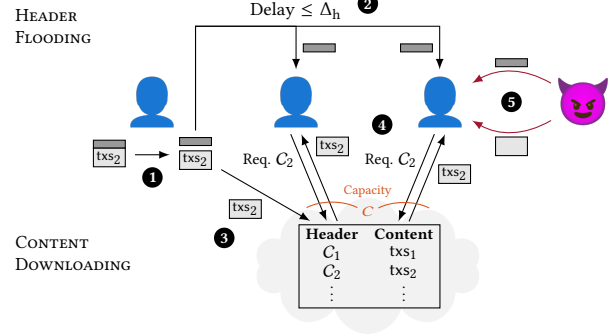 HEADER
FLOODING
Delay ≤ Δh
2
txs2
1
txs2
Req. C2
txs2
4
Req. C2
txs2
5
txs2
3
Capacity
C
CONTENT
DOWNLOADING
Header Content
C1 txs1
C2 txs2
⋮ ⋮